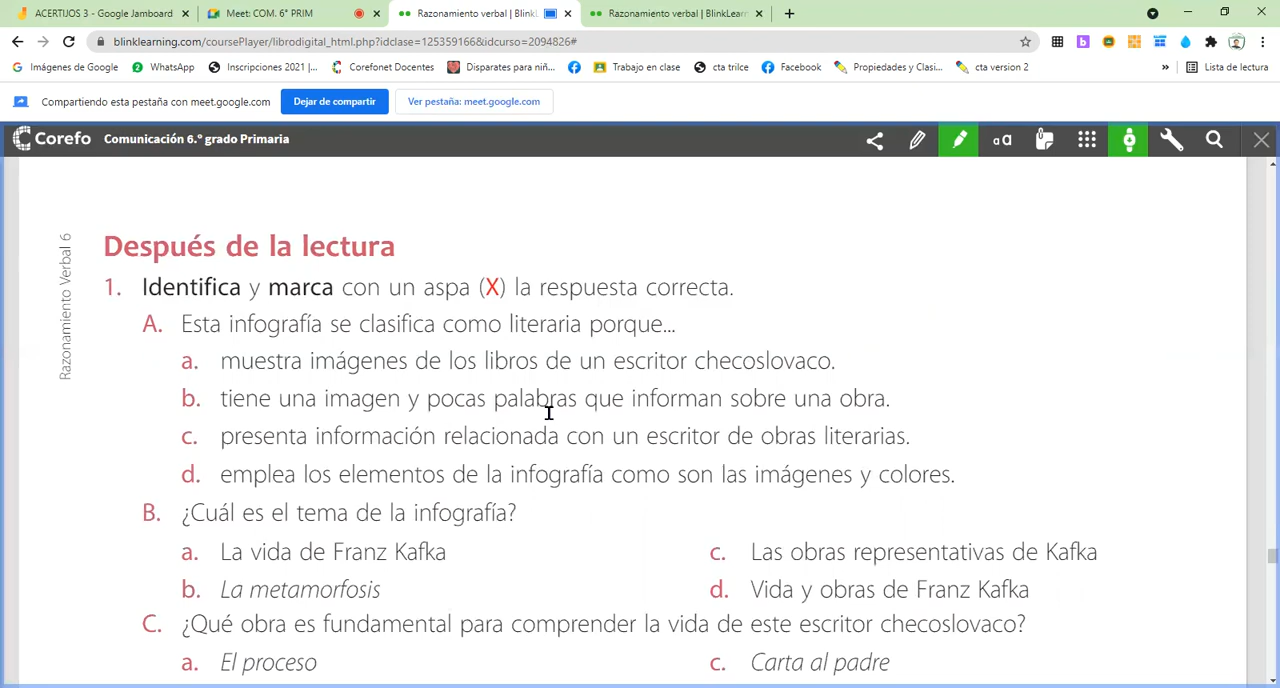 ACERTIJOS 3 - Google Jamboard
Meet: COM. 6° PRIM
Razonamiento verbal | Blink
Razonamiento verbal | BlinkLear
blinklearning.com/coursePlayer/librodigital_html.php?idclase=125359166&idcurso=2094826#
Imágenes de Google
WhatsApp
Inscripciones 2021 |...
Corefonet Docentes
Disparates para niñ...
Trabajo en clase
cta trilce
Facebook
Propiedades y Clasi...
cta version 2
»
Lista de lectura
Compartiendo esta pestaña con meet.google.com
Dejar de compartir
Ver pestaña: meet.google.com
Corefo
Comunicación 6.º grado Primaria
aa
Razonamiento Verbal 6
Después de la lectura
1. Identifica y marca con un aspa (X) la respuesta correcta.
A. Esta infografía se clasifica como literaria porque...
a. muestra imágenes de los libros de un escritor checoslovaco.
b. tiene una imagen y pocas palabras que informan sobre una obra.
c. presenta información relacionada con un escritor de obras literarias.
d. emplea los elementos de la infografía como son las imágenes y colores.
B. ¿Cuál es el tema de la infografía?
a. La vida de Franz Kafka
c. Las obras representativas de Kafka
b. La metamorfosis
d. Vida y obras de Franz Kafka
C. ¿Qué obra es fundamental para comprender la vida de este escritor checoslovaco?
a. El proceso
c. Carta al padre